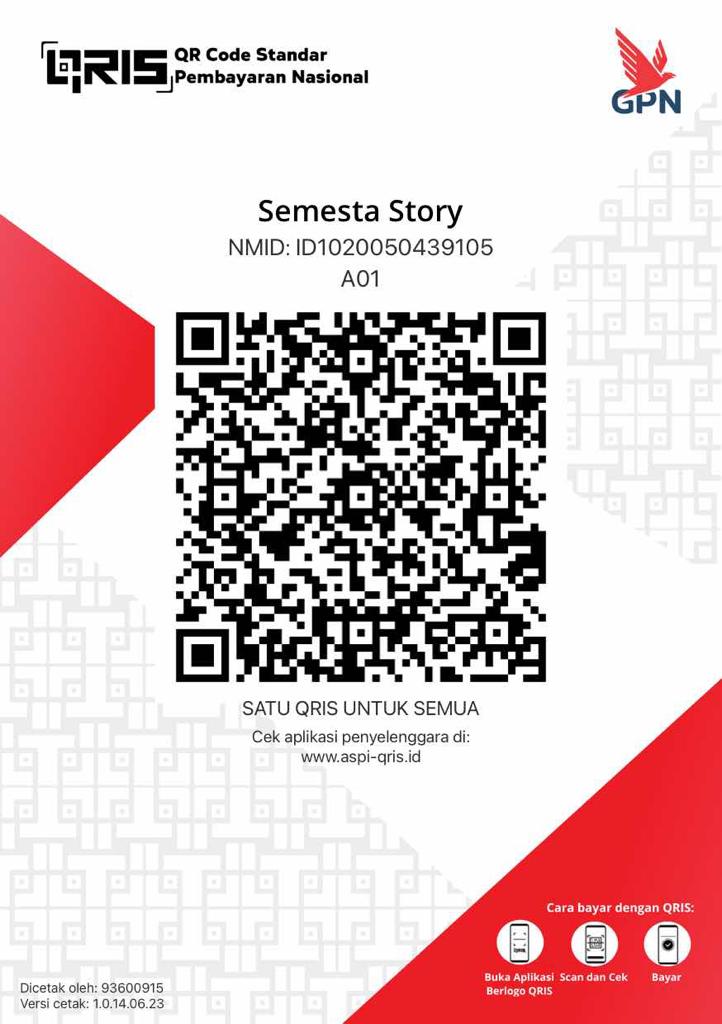 QRIS
QR Code Standar
Pembayaran Nasional
GPN
Semesta Story
NMID: ID1020050439105
A01
SATU QRIS UNTUK SEMUA
Cek aplikasi penyelenggara di:
www.aspi-qris.id
Cara bayar dengan QRIS:
Buka Aplikasi
Berlogo QRIS
Scan dan Cek
Bayar
Dicetak oleh: 93600915
Versi cetak: 1.0.14.06.23